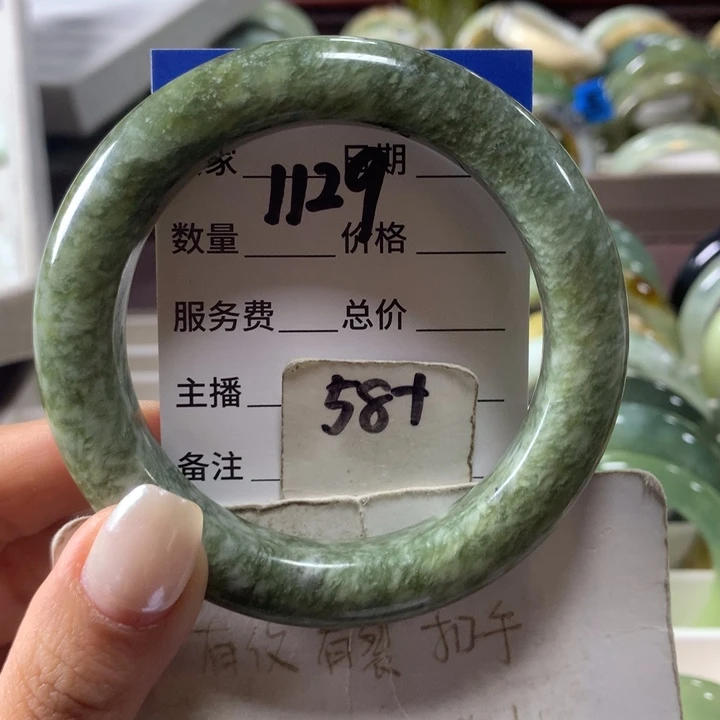 家 日期
1129
数量 价格
服务费 总价
主播
58+
备注
有纹 有裂 扣手